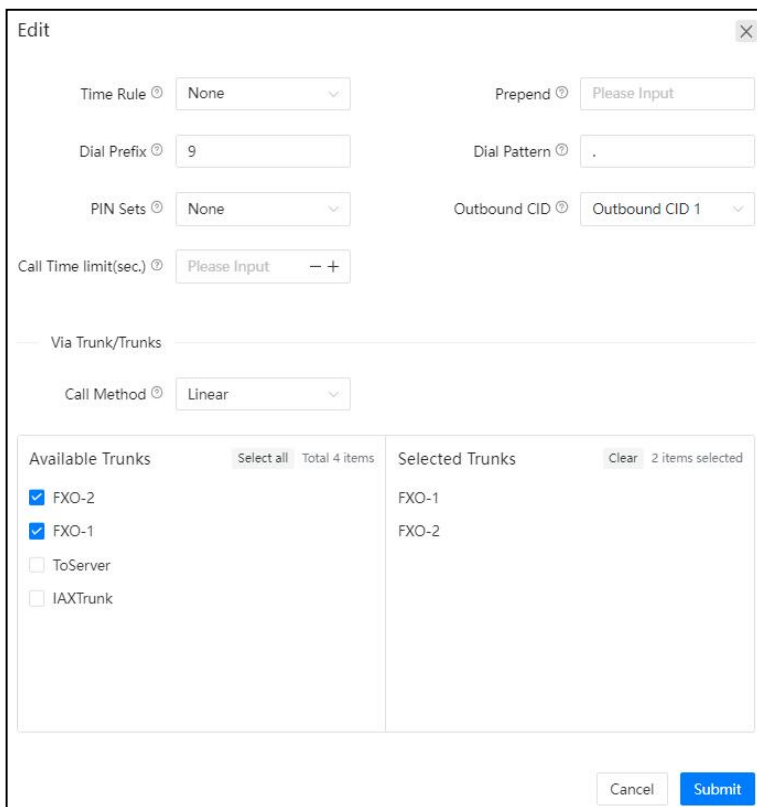 Edit
Time Rule None Prepend Please Input
Dial Prefix 9 Dial Pattern .
PIN Sets None Outbound CID Outbound CID 1
Call Time limit(sec.) Please Input
Via Trunk/Trunks
Call Method Linear
Available Trunks Select all Total 4 items Selected Trunks Clear 2 items selected
FXO-2 FXO-1
FXO-1 FXO-2
ToServer
IAXTrunk
Cancel Submit